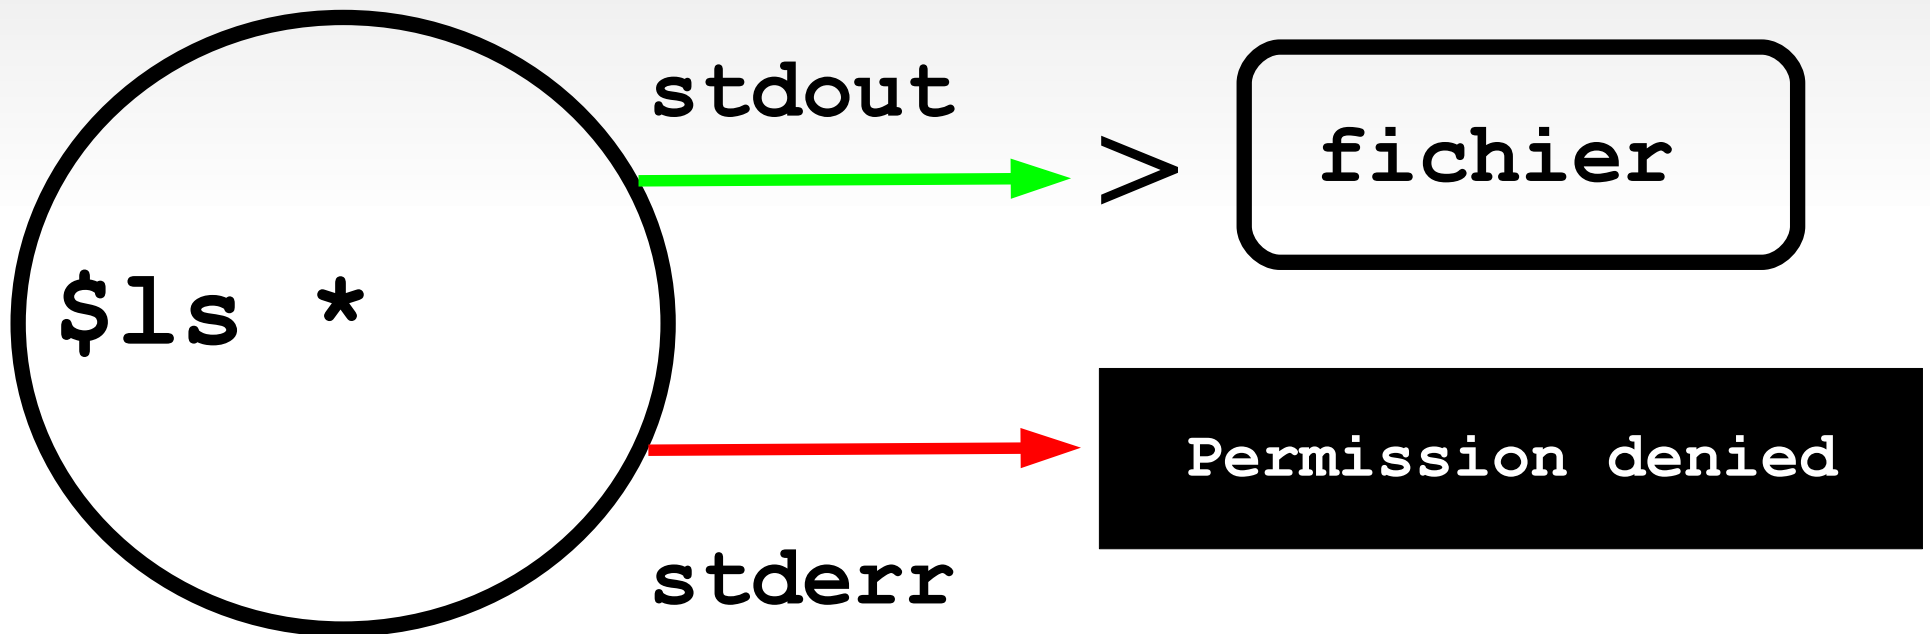 stdout
> fichier
$ls *
Permission denied
stderr